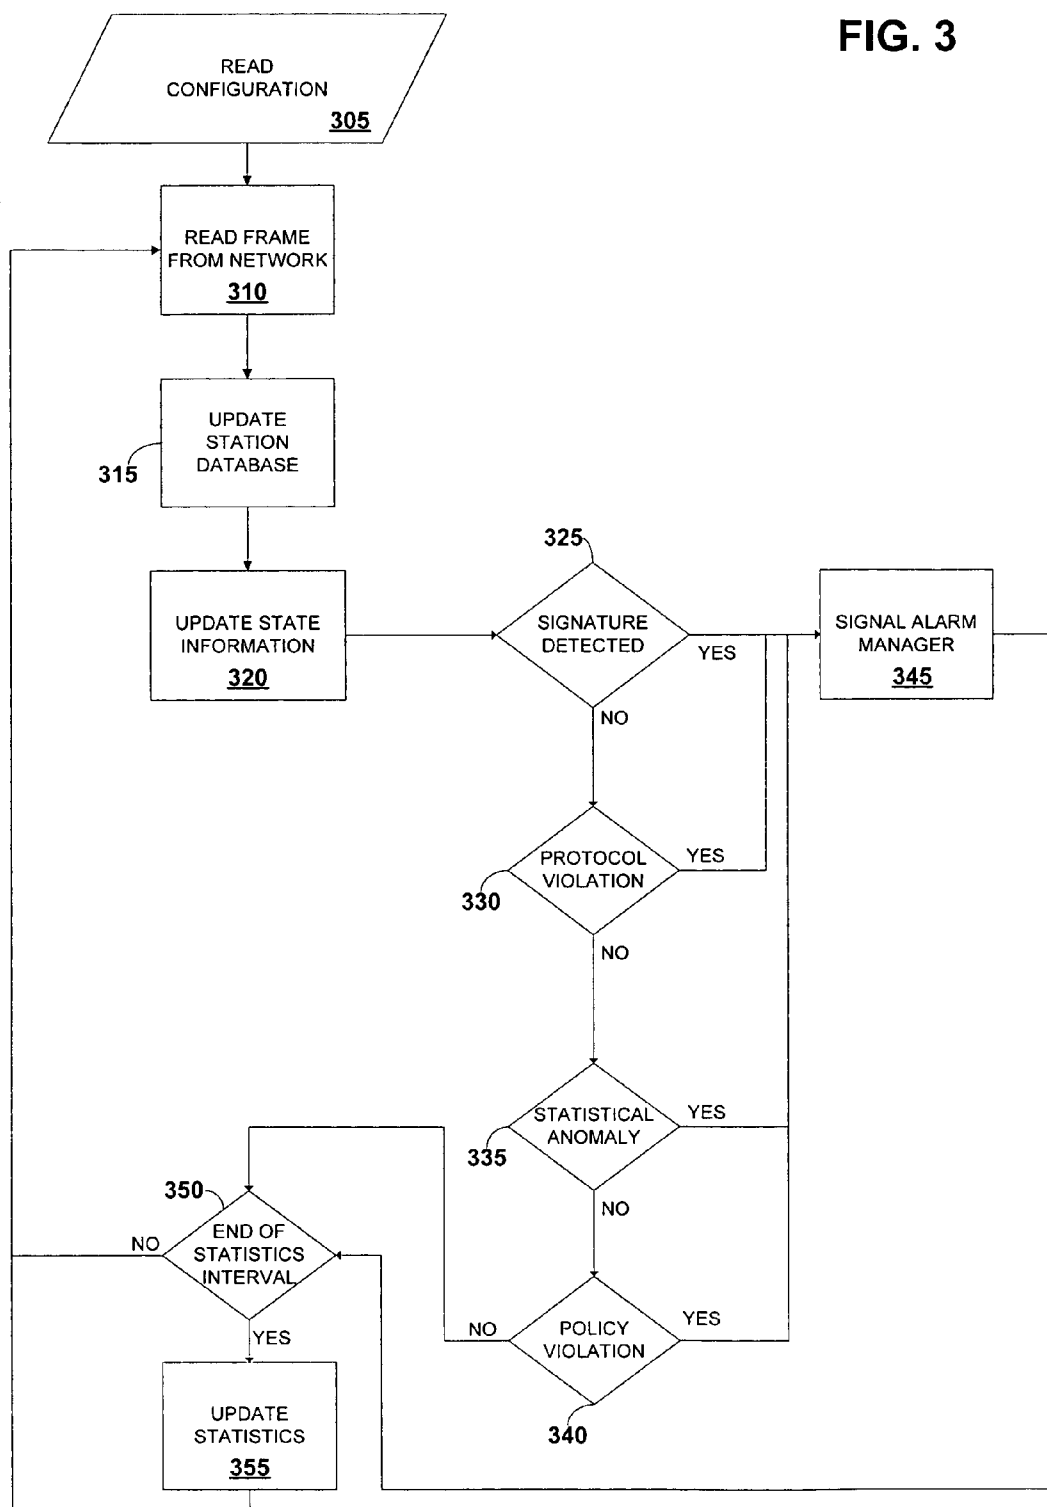 FIG. 3
READ
CONFIGURATION
305
READ FRAME
FROM NETWORK
310
UPDATE
STATION
DATABASE
315
UPDATE STATE
INFORMATION
320
325
SIGNATURE
DETECTED
YES
NO
SIGNAL ALARM
MANAGER
345
PROTOCOL
VIOLATION
YES
330
NO
STATISTICAL
ANOMALY
YES
335
NO
350
END OF
STATISTICS
INTERVAL
NO
YES
POLICY
VIOLATION
YES
NO
340
UPDATE
STATISTICS
355